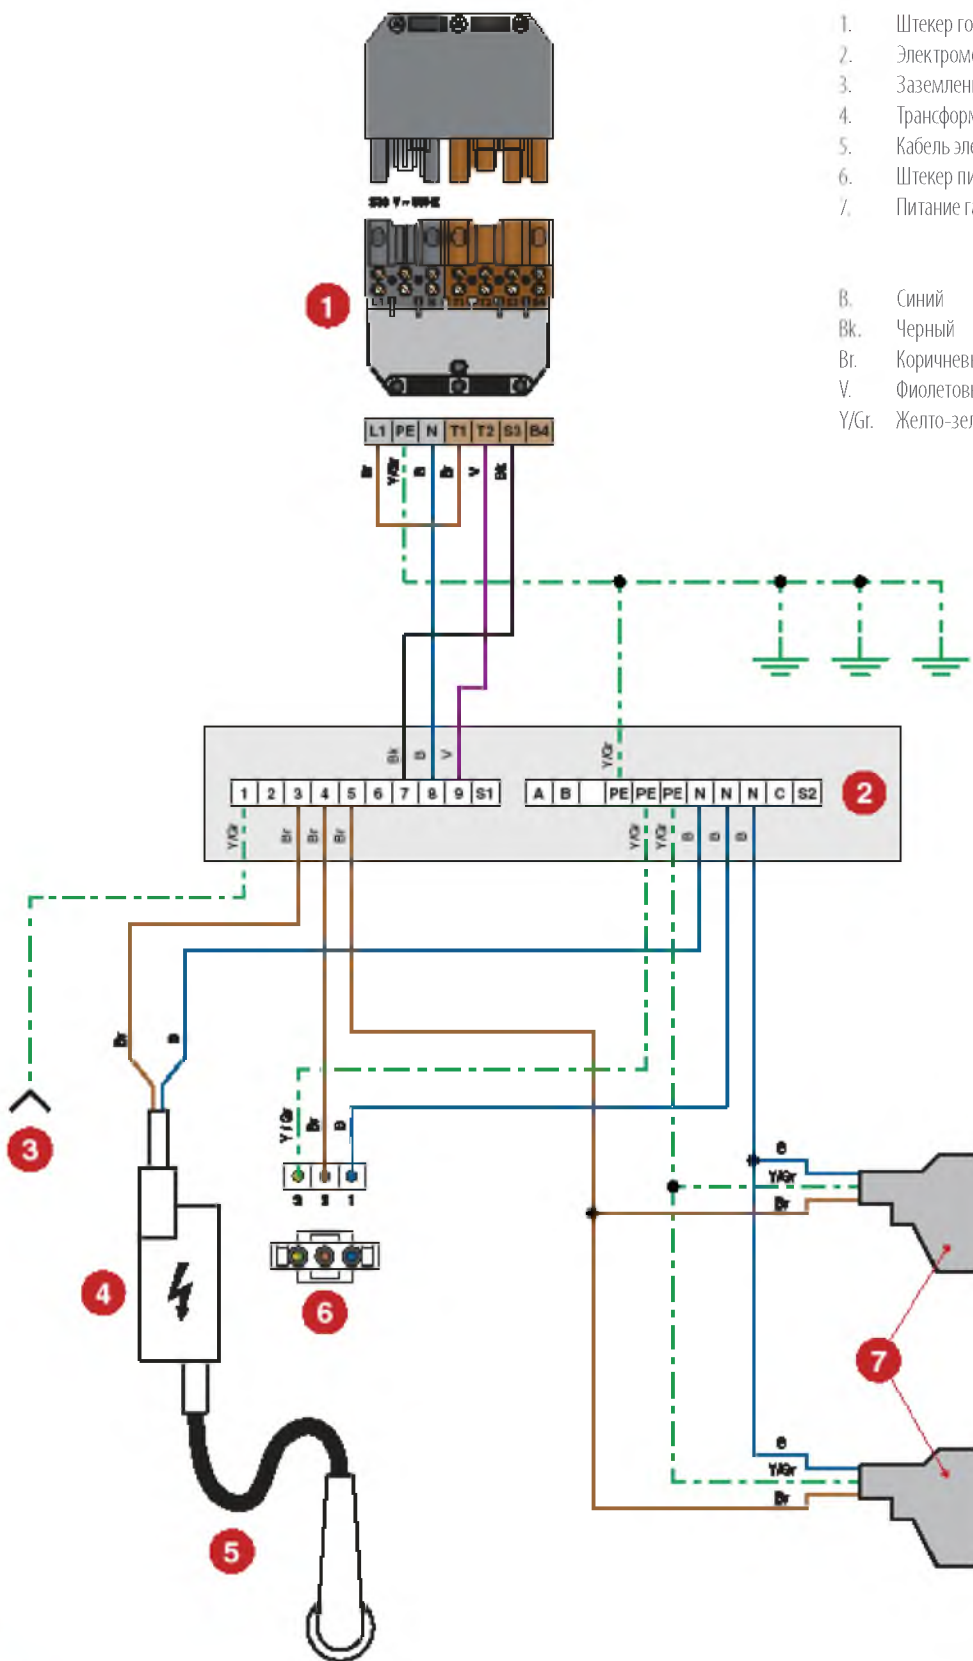 1. Штекер го
2. Электром
3. Заземлен
4. Трансфор
5. Кабель эл
6. Штекер пи
7. Питание г
B. Синий
Bk. Черный
Br. Коричнев
V. Фиолетов
Y/Gr. Желто-зел
1
L1 PE N T1 T2 S3 B4
Br Y/Gr B Br V Bk
Bk B V Y/Gr
1 2 3 4 5 6 7 8 9 S1 A B PE PE PE N N N C S2
2
Y/Gr Br Br Br Y/Gr Y/Gr B B B
Br B
3
Y/Gr Br B
1
B
Y/Gr
Br
4
6
7
B
Y/Gr
Br
5